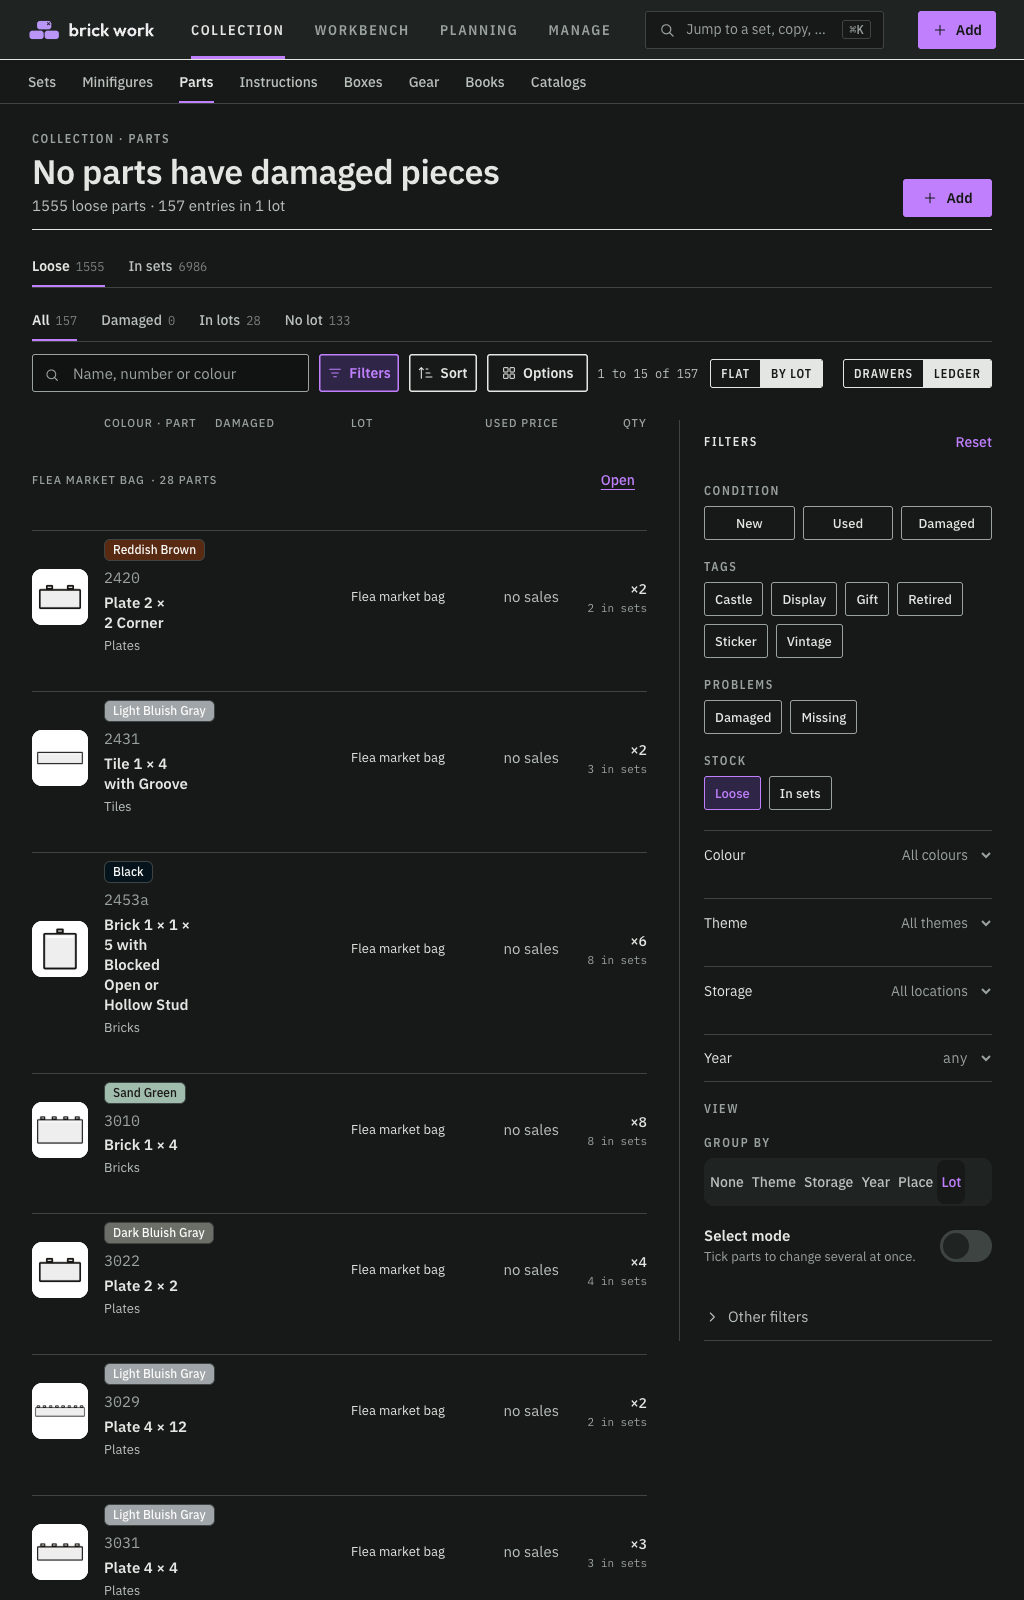 brick work
COLLECTION WORKBENCH PLANNING MANAGE
Jump to a set, copy, ... ⌘K
+ Add
Sets Minifigures Parts Instructions Boxes Gear Books Catalogs
COLLECTION · PARTS
No parts have damaged pieces
1555 loose parts · 157 entries in 1 lot
+ Add
Loose 1555 In sets 6986
All 157 Damaged 0 In lots 28 No lot 133
Name, number or colour Filters Sort Options 1 to 15 of 157 FLAT BY LOT DRAWERS LEDGER
COLOUR · PART DAMAGED LOT USED PRICE QTY
FLEA MARKET BAG · 28 PARTS Open
Reddish Brown
2420
Plate 2 ×
2 Corner
Plates
Flea market bag no sales ×2
2 in sets
Light Bluish Gray
2431
Tile 1 × 4
with Groove
Tiles
Flea market bag no sales ×2
3 in sets
Black
2453a
Brick 1 × 1 ×
5 with
Blocked
Open or
Hollow Stud
Bricks
Flea market bag no sales ×6
8 in sets
Sand Green
3010
Brick 1 × 4
Bricks
Flea market bag no sales ×8
8 in sets
Dark Bluish Gray
3022
Plate 2 × 2
Plates
Flea market bag no sales ×4
4 in sets
Light Bluish Gray
3029
Plate 4 × 12
Plates
Flea market bag no sales ×2
2 in sets
Light Bluish Gray
3031
Plate 4 × 4
Plates
Flea market bag no sales ×3
3 in sets
FILTERS Reset
CONDITION
New Used Damaged
TAGS
Castle Display Gift Retired
Sticker Vintage
PROBLEMS
Damaged Missing
STOCK
Loose In sets
Colour All colours
Theme All themes
Storage All locations
Year any
VIEW
GROUP BY
None Theme Storage Year Place Lot
Select mode
Tick parts to change several at once.
Other filters